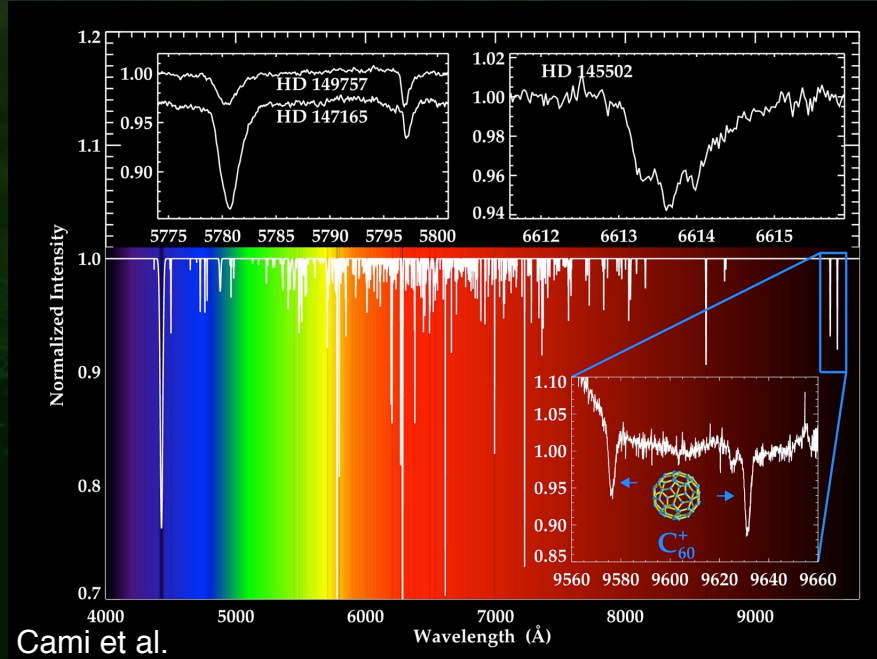 1.2
1.1
1.0
0.9
0.8
0.7
Normalized Intensity
1.00
0.95
0.90
HD 149757
HD 147165
5775 5780 5785 5790 5795 5800
1.02
1.00
0.98
0.96
0.94
HD 145502
6612 6613 6614 6615
1.10
1.05
1.00
0.95
0.90
0.85
C60+
9560 9580 9600 9620 9640 9660
4000 5000 6000 7000 8000 9000
Wavelength (Å)
Cami et al.